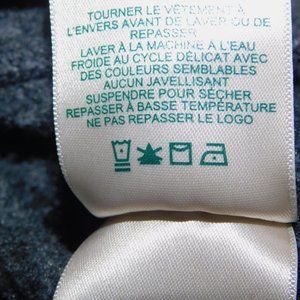 TOURNER LE VÊTEMENT À
L'ENVERS AVANT DE LAVER OU DE
REPASSER
LAVER À LA MACHINE À L'EAU
FROIDE AU CYCLE DÉLICAT AVEC
DES COULEURS SEMBLABLES
AUCUN JAVELLISANT
SUSPENDRE POUR SÉCHER
REPASSER À BASSE TEMPÉRATURE
NE PAS REPASSER LE LOGO